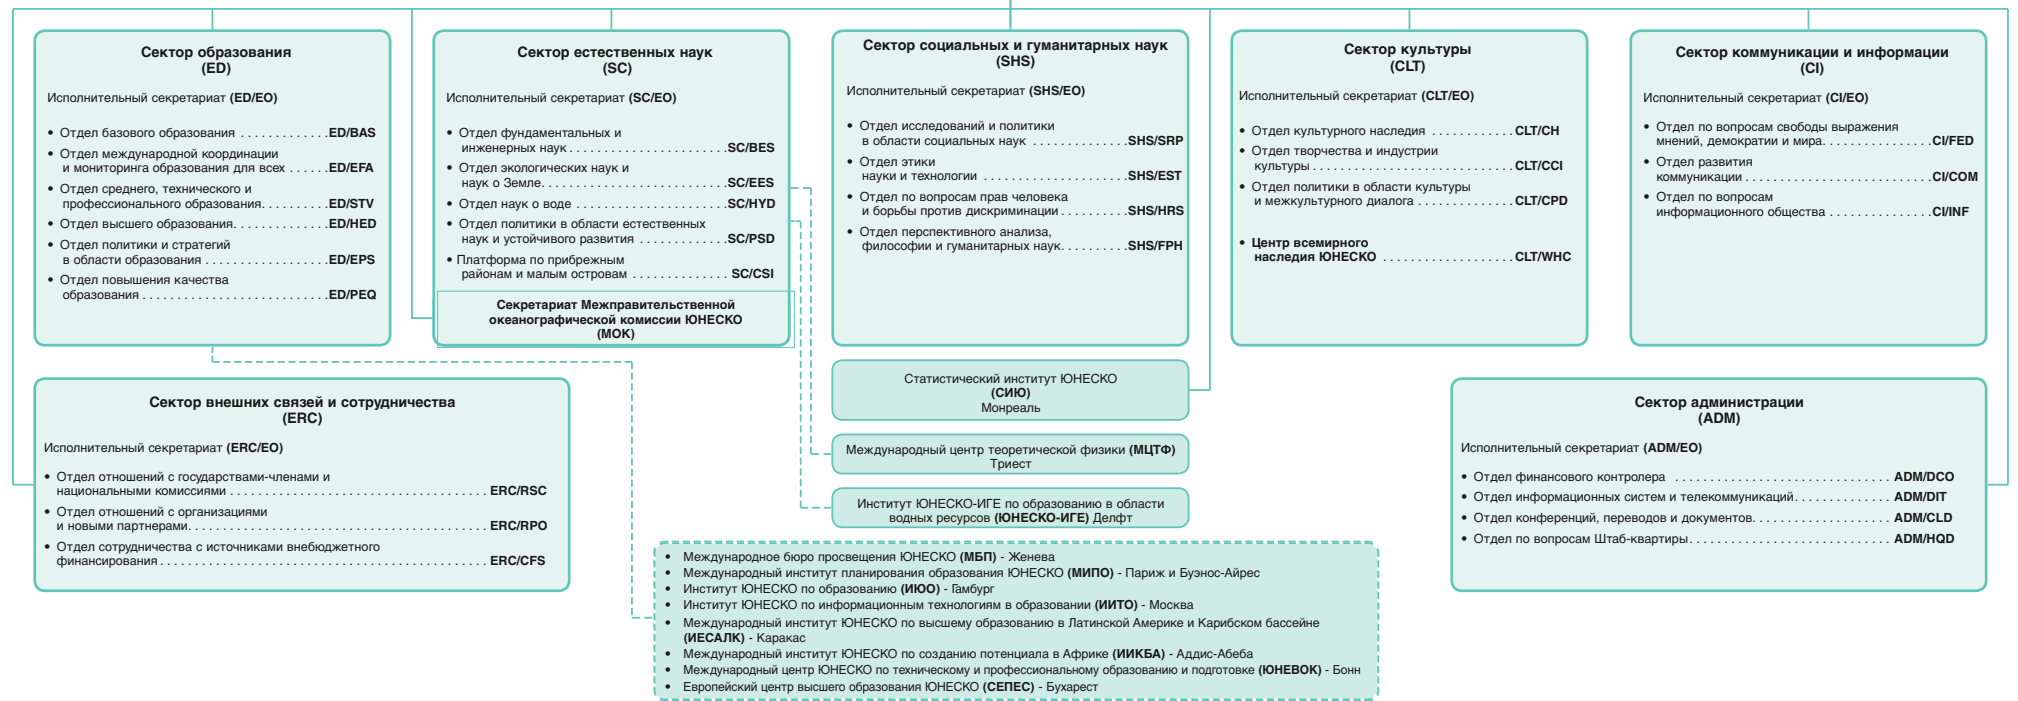 Сектор образования
(ED)
Исполнительный секретариат (ED/EO)
• Отдел базового образования . . . . . . . . . . . . .ED/BAS
• Отдел международной координации
и мониторинга образования для всех . . . . . .ED/EFA
• Отдел среднего, технического и
профессионального образования. . . . . . . . . .ED/STV
• Отдел высшего образования. . . . . . . . . . . . . .ED/HED
• Отдел политики и стратегий
в области образования . . . . . . . . . . . . . . . . . .ED/EPS
• Отдел повышения качества
образования . . . . . . . . . . . . . . . . . . . . . . . . . . .ED/PEQ
Сектор естественных наук
(SC)
Исполнительный секретариат (SC/EO)
• Отдел фундаментальных и
инженерных наук . . . . . . . . . . . . . . . . . . . . . . .SC/BES
• Отдел экологических наук и
наук о Земле. . . . . . . . . . . . . . . . . . . . . . . . . . .SC/EES
• Отдел наук о воде . . . . . . . . . . . . . . . . . . . . . .SC/HYD
• Отдел политики в области естественных
наук и устойчивого развития . . . . . . . . . . . . .SC/PSD
• Платформа по прибрежным
районам и малым островам . . . . . . . . . . . . . . SC/CSI
Секретариат Межправительственной
океанографической комиссии ЮНЕСКО
(МОК)
Сектор социальных и гуманитарных наук
(SHS)
Исполнительный секретариат (SHS/EO)
• Отдел исследований и политики
в области социальных наук . . . . . . . . . . . . . .SHS/SRP
• Отдел этики
науки и технологии . . . . . . . . . . . . . . . . . . . . .SHS/EST
• Отдел по вопросам прав человека
и борьбы против дискриминации . . . . . . . . . .SHS/HRS
• Отдел перспективного анализа,
философии и гуманитарных наук. . . . . . . . . .SHS/FPH
Сектор культуры
(CLT)
Исполнительный секретариат (CLT/EO)
• Отдел культурного наследия . . . . . . . . . . . . CLT/CH
• Отдел творчества и индустрии
культуры . . . . . . . . . . . . . . . . . . . . . . . . . . . . . CLT/CCI
• Отдел политики в области культуры
и межкультурного диалога . . . . . . . . . . . . . . CLT/CPD
• Центр всемирного
наследия ЮНЕСКО . . . . . . . . . . . . . . . . . . . CLT/WHC
Сектор коммуникации и информации
(CI)
Исполнительный секретариат (CI/EO)
• Отдел по вопросам свободы выражения
мнений, демократии и мира. . . . . . . . . . . . . . . .CI/FED
• Отдел развития
коммуникации . . . . . . . . . . . . . . . . . . . . . . . . . . .CI/COM
• Отдел по вопросам
информационного общества . . . . . . . . . . . . . . .CI/INF
Сектор внешних связей и сотрудничества
(ERC)
Исполнительный секретариат (ERC/EO)
• Отдел отношений с государствами-членами и
национальными комиссиями . . . . . . . . . . . . . . . . . . . . . . . . . . . . . . . . . . . . . ERC/RSC
• Отдел отношений с организациями
и новыми партнерами. . . . . . . . . . . . . . . . . . . . . . . . . . . . . . . . . . . . . . . . . . . ERC/RPO
• Отдел сотрудничества с источниками внебюджетного
финансирования . . . . . . . . . . . . . . . . . . . . . . . . . . . . . . . . . . . . . . . . . . . . . . . ERC/CFS
Статистический институт ЮНЕСКО
(СИЮ)
Монреаль
Международный центр теоретической физики (МЦТФ)
Триест
Институт ЮНЕСКО-ИГЕ по образованию в области
водных ресурсов (ЮНЕСКО-ИГЕ) Делфт
Сектор администрации
(ADM)
Исполнительный секретариат (ADM/EO)
• Отдел финансового контролера . . . . . . . . . . . . . . . . . . . . . . . . . . . . . . . ADM/DCO
• Отдел информационных систем и телекоммуникаций. . . . . . . . . . . . . . ADM/DIT
• Отдел конференций, переводов и документов. . . . . . . . . . . . . . . . . . . . ADM/CLD
• Отдел по вопросам Штаб-квартиры. . . . . . . . . . . . . . . . . . . . . . . . . . . . . ADM/HQD
• Международное бюро просвещения ЮНЕСКО (МБП) - Женева
• Международный институт планирования образования ЮНЕСКО (МИПО) - Париж и Буэнос-Айрес
• Институт ЮНЕСКО по образованию (ИЮО) - Гамбург
• Институт ЮНЕСКО по информационным технологиям в образовании (ИИТО) - Москва
• Международный институт ЮНЕСКО по высшему образованию в Латинской Америке и Карибском бассейне
(ИЕСАЛК) - Каракас
• Международный институт ЮНЕСКО по созданию потенциала в Африке (ИИКБА) - Аддис-Абеба
• Международный центр ЮНЕСКО по техническому и профессиональному образованию и подготовке (ЮНЕВОК) - Бонн
• Европейский центр высшего образования ЮНЕСКО (СЕПЕС) - Бухарест